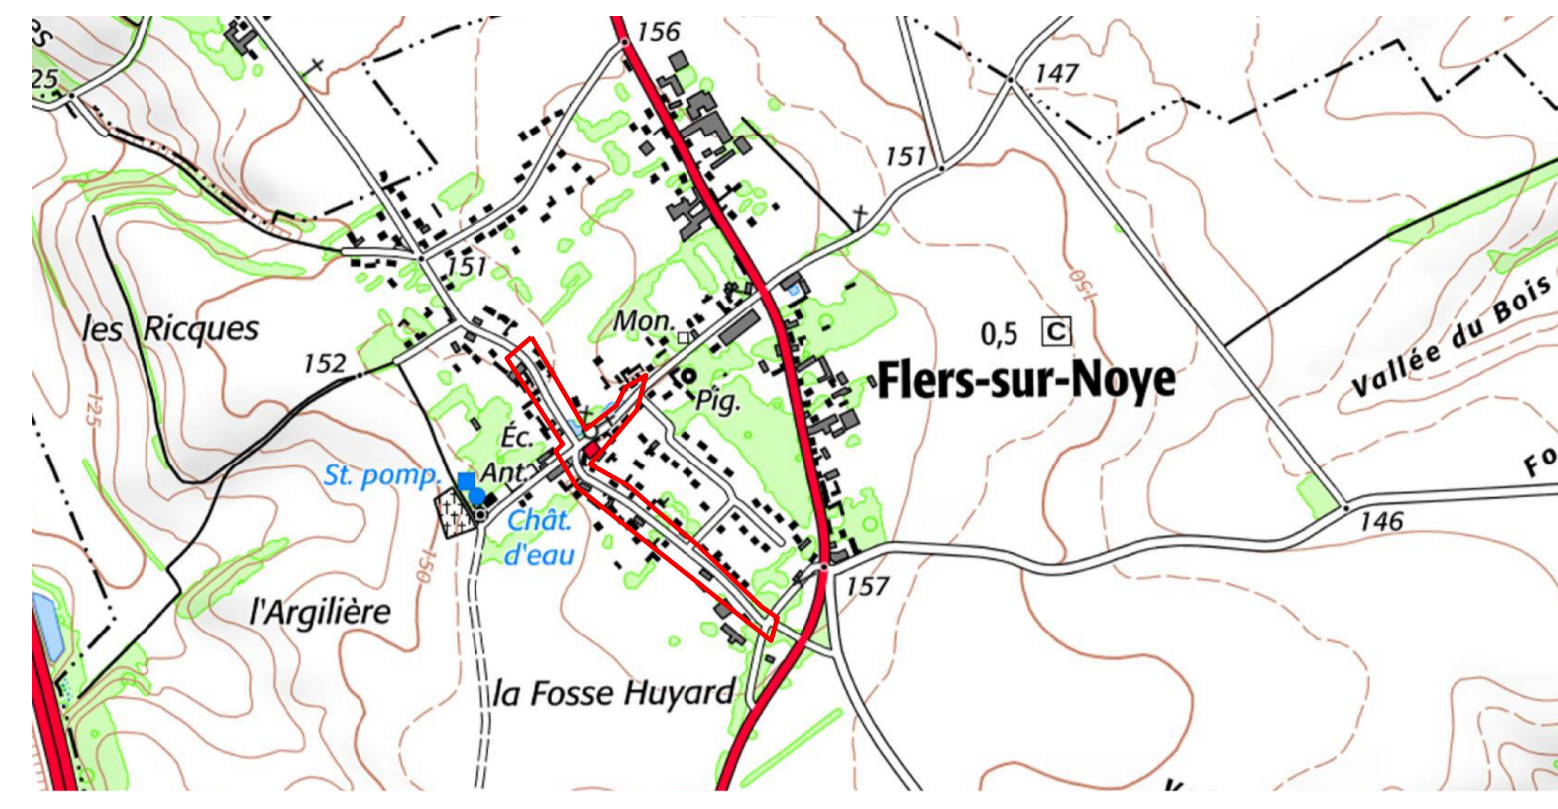 156
147
25
151
151
les Ricques
Mon.
0,5 C
150
152
Flers-sur-Noye
Vallée du Bois
Pig.
125
Éc.
Ant.
St. pomp.
Chât.
d'eau
146
150
157
l'Argilière
la Fosse Huyard